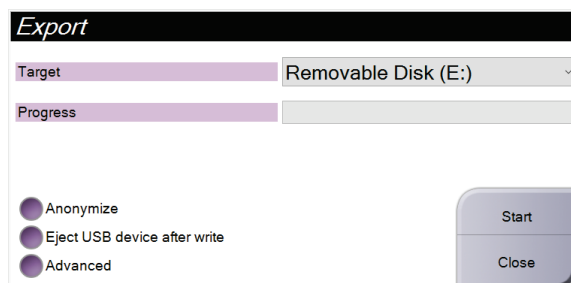 Export
Target
Removable Disk (E:)
Progress
Anonymize
Eject USB device after write
Advanced
Start
Close